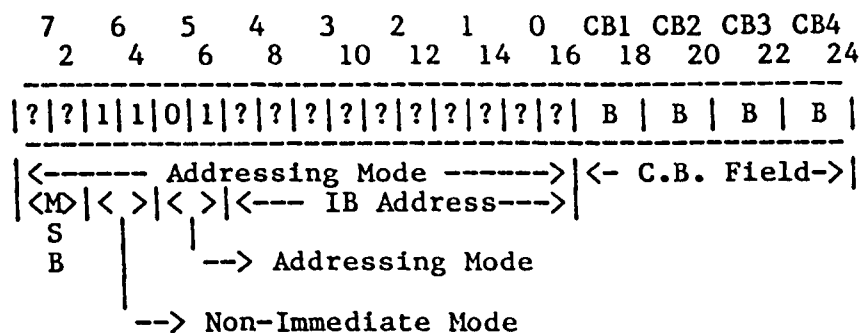 7 6 5 4 3 2 1 0 CB1 CB2 CB3 CB4
2 4 6 8 10 12 14 16 18 20 22 24
|?|?|1|1|0|1|?|?|?|?|?|?|?|?|?|?| B | B | B | B |
|<------ Addressing Mode ------>|<- C.B. Field->|
|<M>|< >|< >|<--- IB Address--->|
S
B --> Addressing Mode
--> Non-Immediate Mode